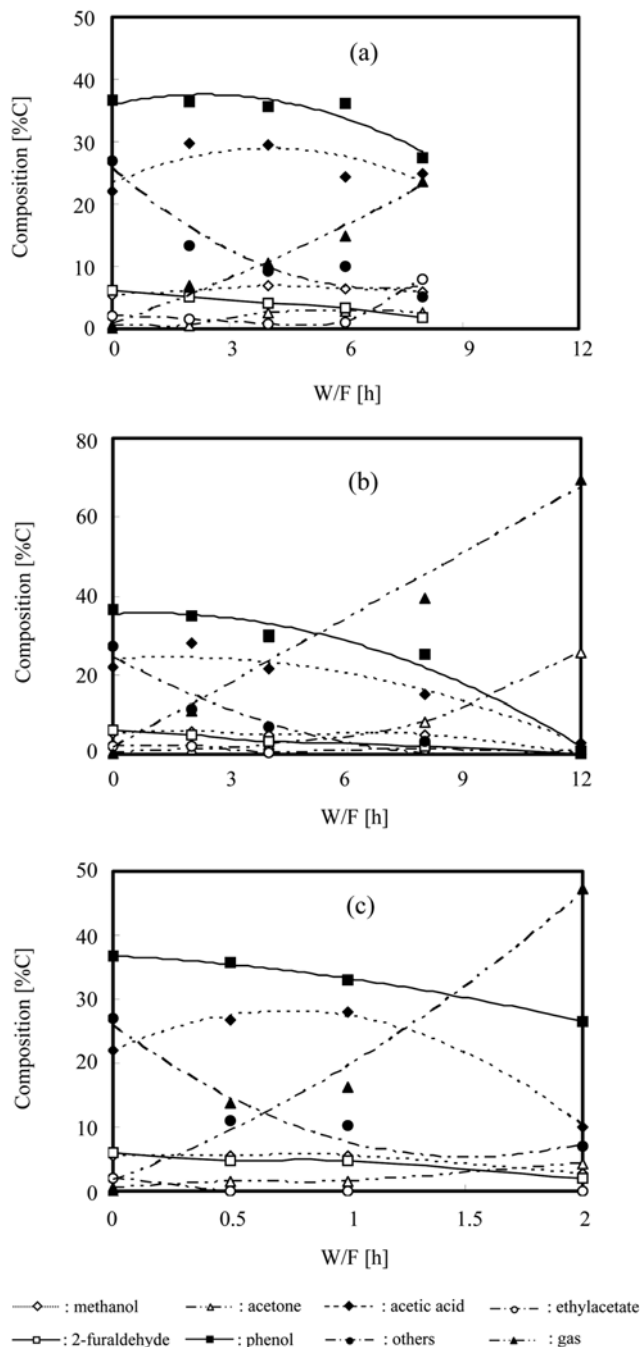 (a)
Composition [%C]
50
40
30
20
10
0
0 3 6 9 12
W/F [h]
(b)
Composition [%C]
80
60
40
20
0
0 3 6 9 12
W/F [h]
(c)
Composition [%C]
50
40
30
20
10
0
0 0.5 1 1.5 2
W/F [h]
: methanol : acetone : acetic acid : ethylacetate
: 2-furaldehyde : phenol : others : gas